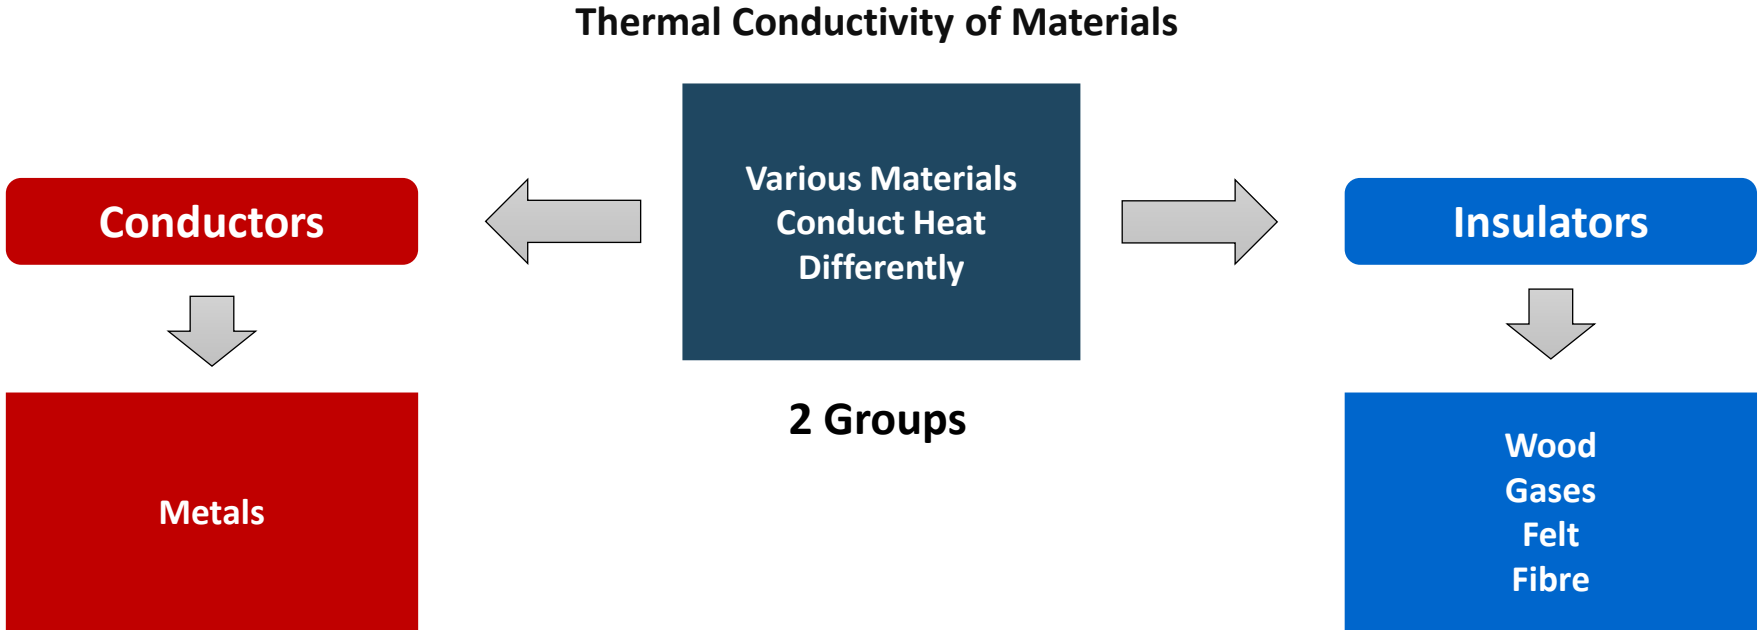 Thermal Conductivity of Materials
Various Materials
Conduct Heat
Differently
Conductors
Insulators
2 Groups
Metals
Wood
Gases
Felt
Fibre